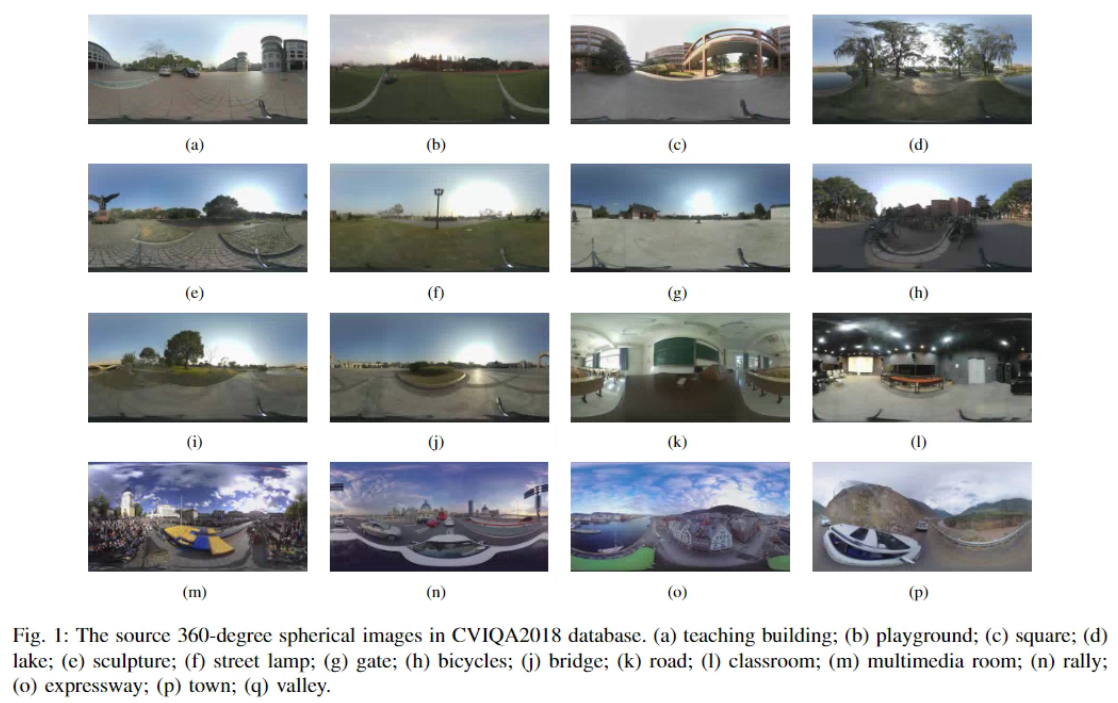 (a) (b) (c) (d)
(e) (f) (g) (h)
(i) (j) (k) (l)
(m) (n) (o) (p)
Fig. 1: The source 360-degree spherical images in CVIQA2018 database. (a) teaching building; (b) playground; (c) square; (d)
lake; (e) sculpture; (f) street lamp; (g) gate; (h) bicycles; (j) bridge; (k) road; (l) classroom; (m) multimedia room; (n) rally;
(o) expressway; (p) town; (q) valley.